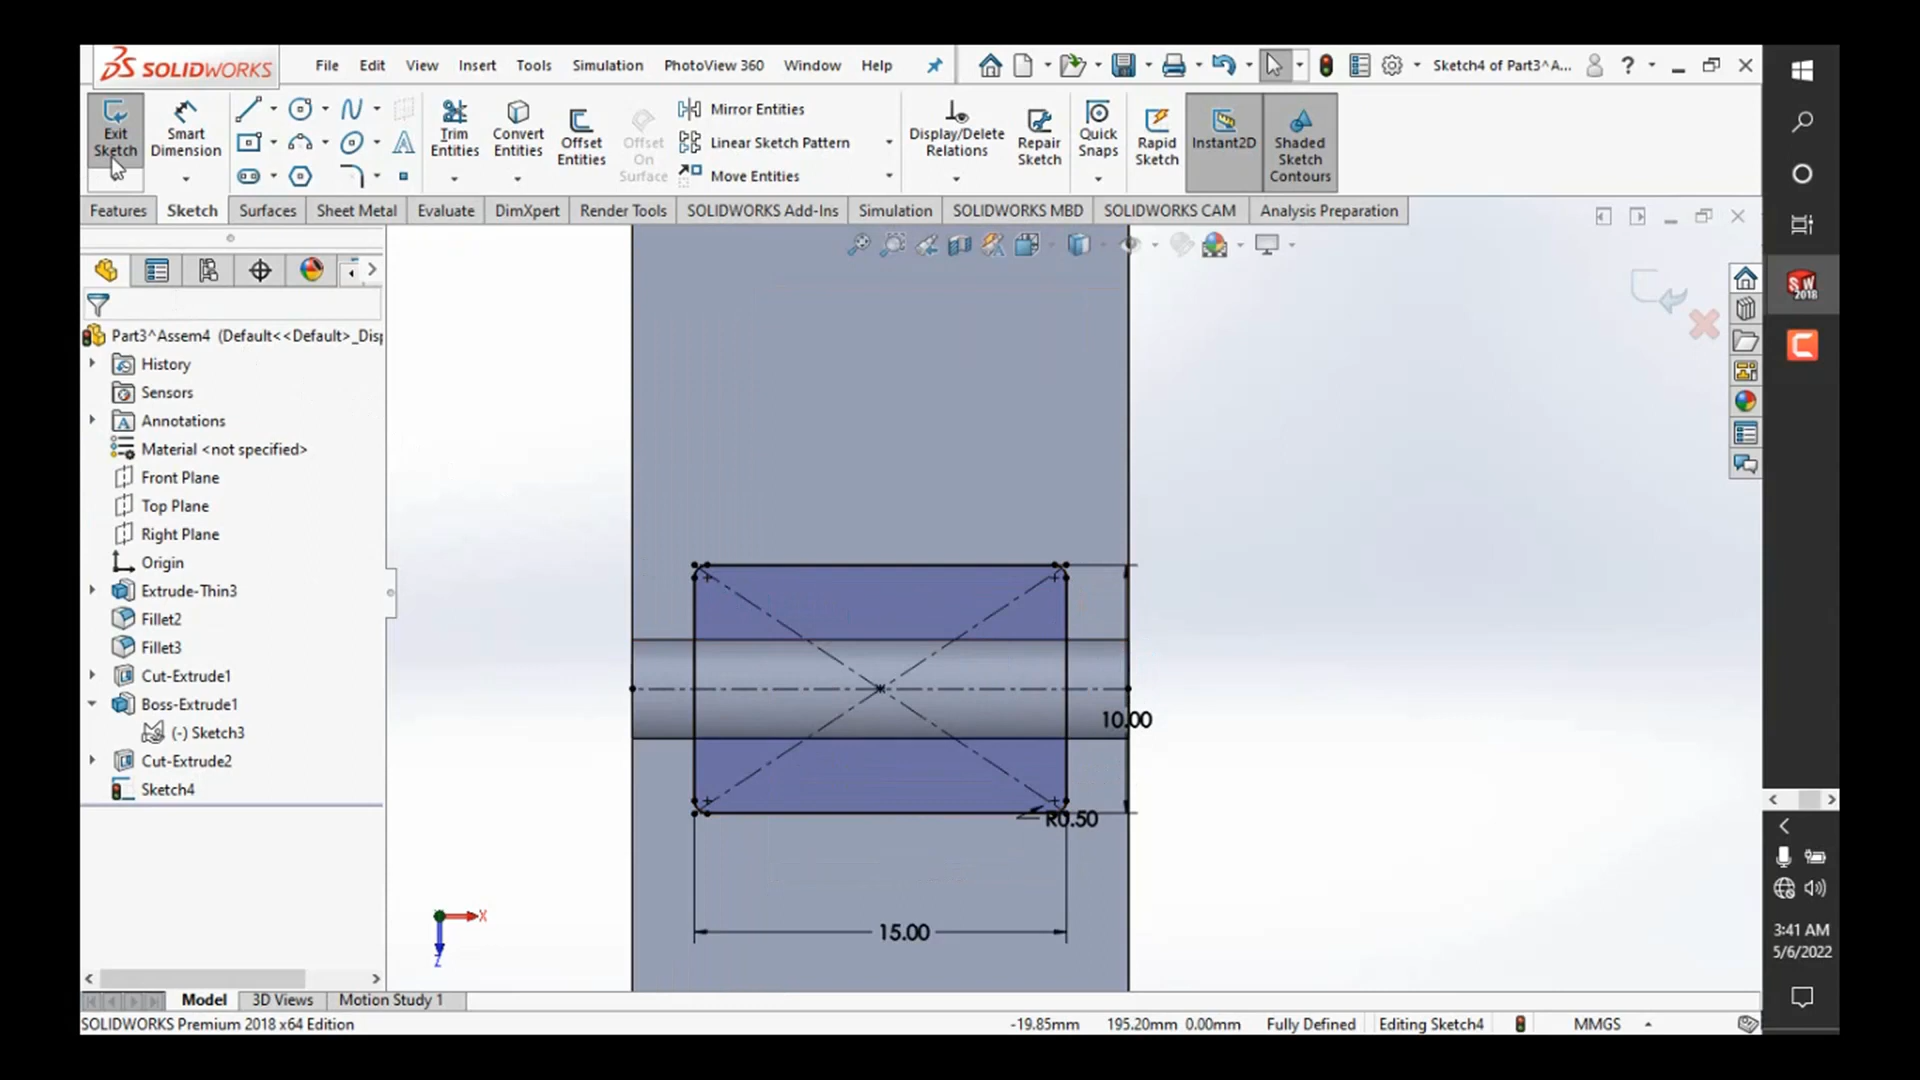 SOLIDWORKS File Edit View Insert Tools Simulation PhotoView 360 Window Help Sketch4 of Part3^A... ?
Exit Sketch
Smart Dimension
Trim Entities
Convert Entities
Offset Entities
Offset On Surface
Mirror Entities
Linear Sketch Pattern
Move Entities
Display/Delete Relations
Repair Sketch
Quick Snaps
Rapid Sketch
Instant2D
Shaded Sketch Contours
Features Sketch Surfaces Sheet Metal Evaluate DimXpert Render Tools SOLIDWORKS Add-Ins Simulation SOLIDWORKS MBD SOLIDWORKS CAM Analysis Preparation
SW 2018
Part3^Assem4 (Default<<Default>_Disp
History
Sensors
Annotations
Material <not specified>
Front Plane
Top Plane
Right Plane
Origin
Extrude-Thin3
Fillet2
Fillet3
Cut-Extrude1
Boss-Extrude1
(-) Sketch3
Cut-Extrude2
Sketch4
10.00
R0.50
15.00
X
Z
3:41 AM
5/6/2022
Model 3D Views Motion Study 1
SOLIDWORKS Premium 2018 x64 Edition -19.85mm 195.20mm 0.00mm Fully Defined Editing Sketch4 MMGS